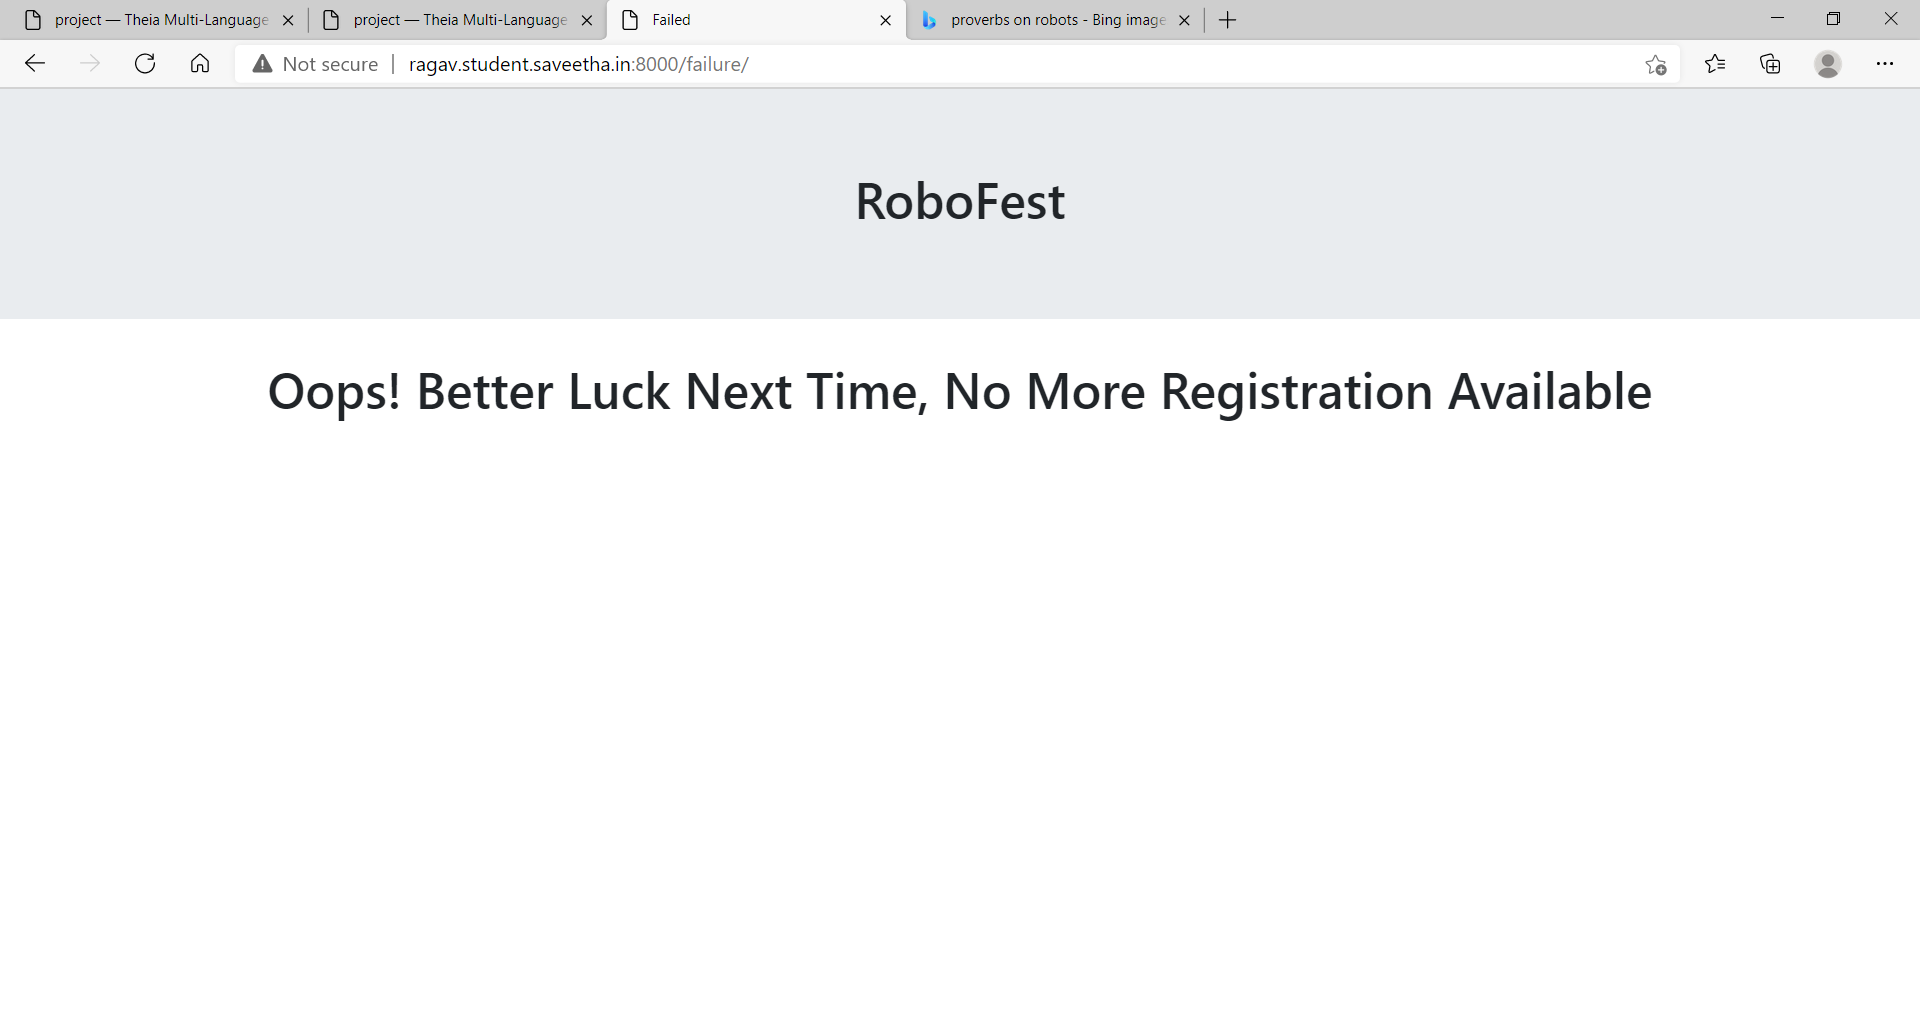 project — Theia Multi-Language
project — Theia Multi-Language
Failed
proverbs on robots - Bing image
Not secure
ragav.student.saveetha.in:8000/failure/
RoboFest
Oops! Better Luck Next Time, No More Registration Available